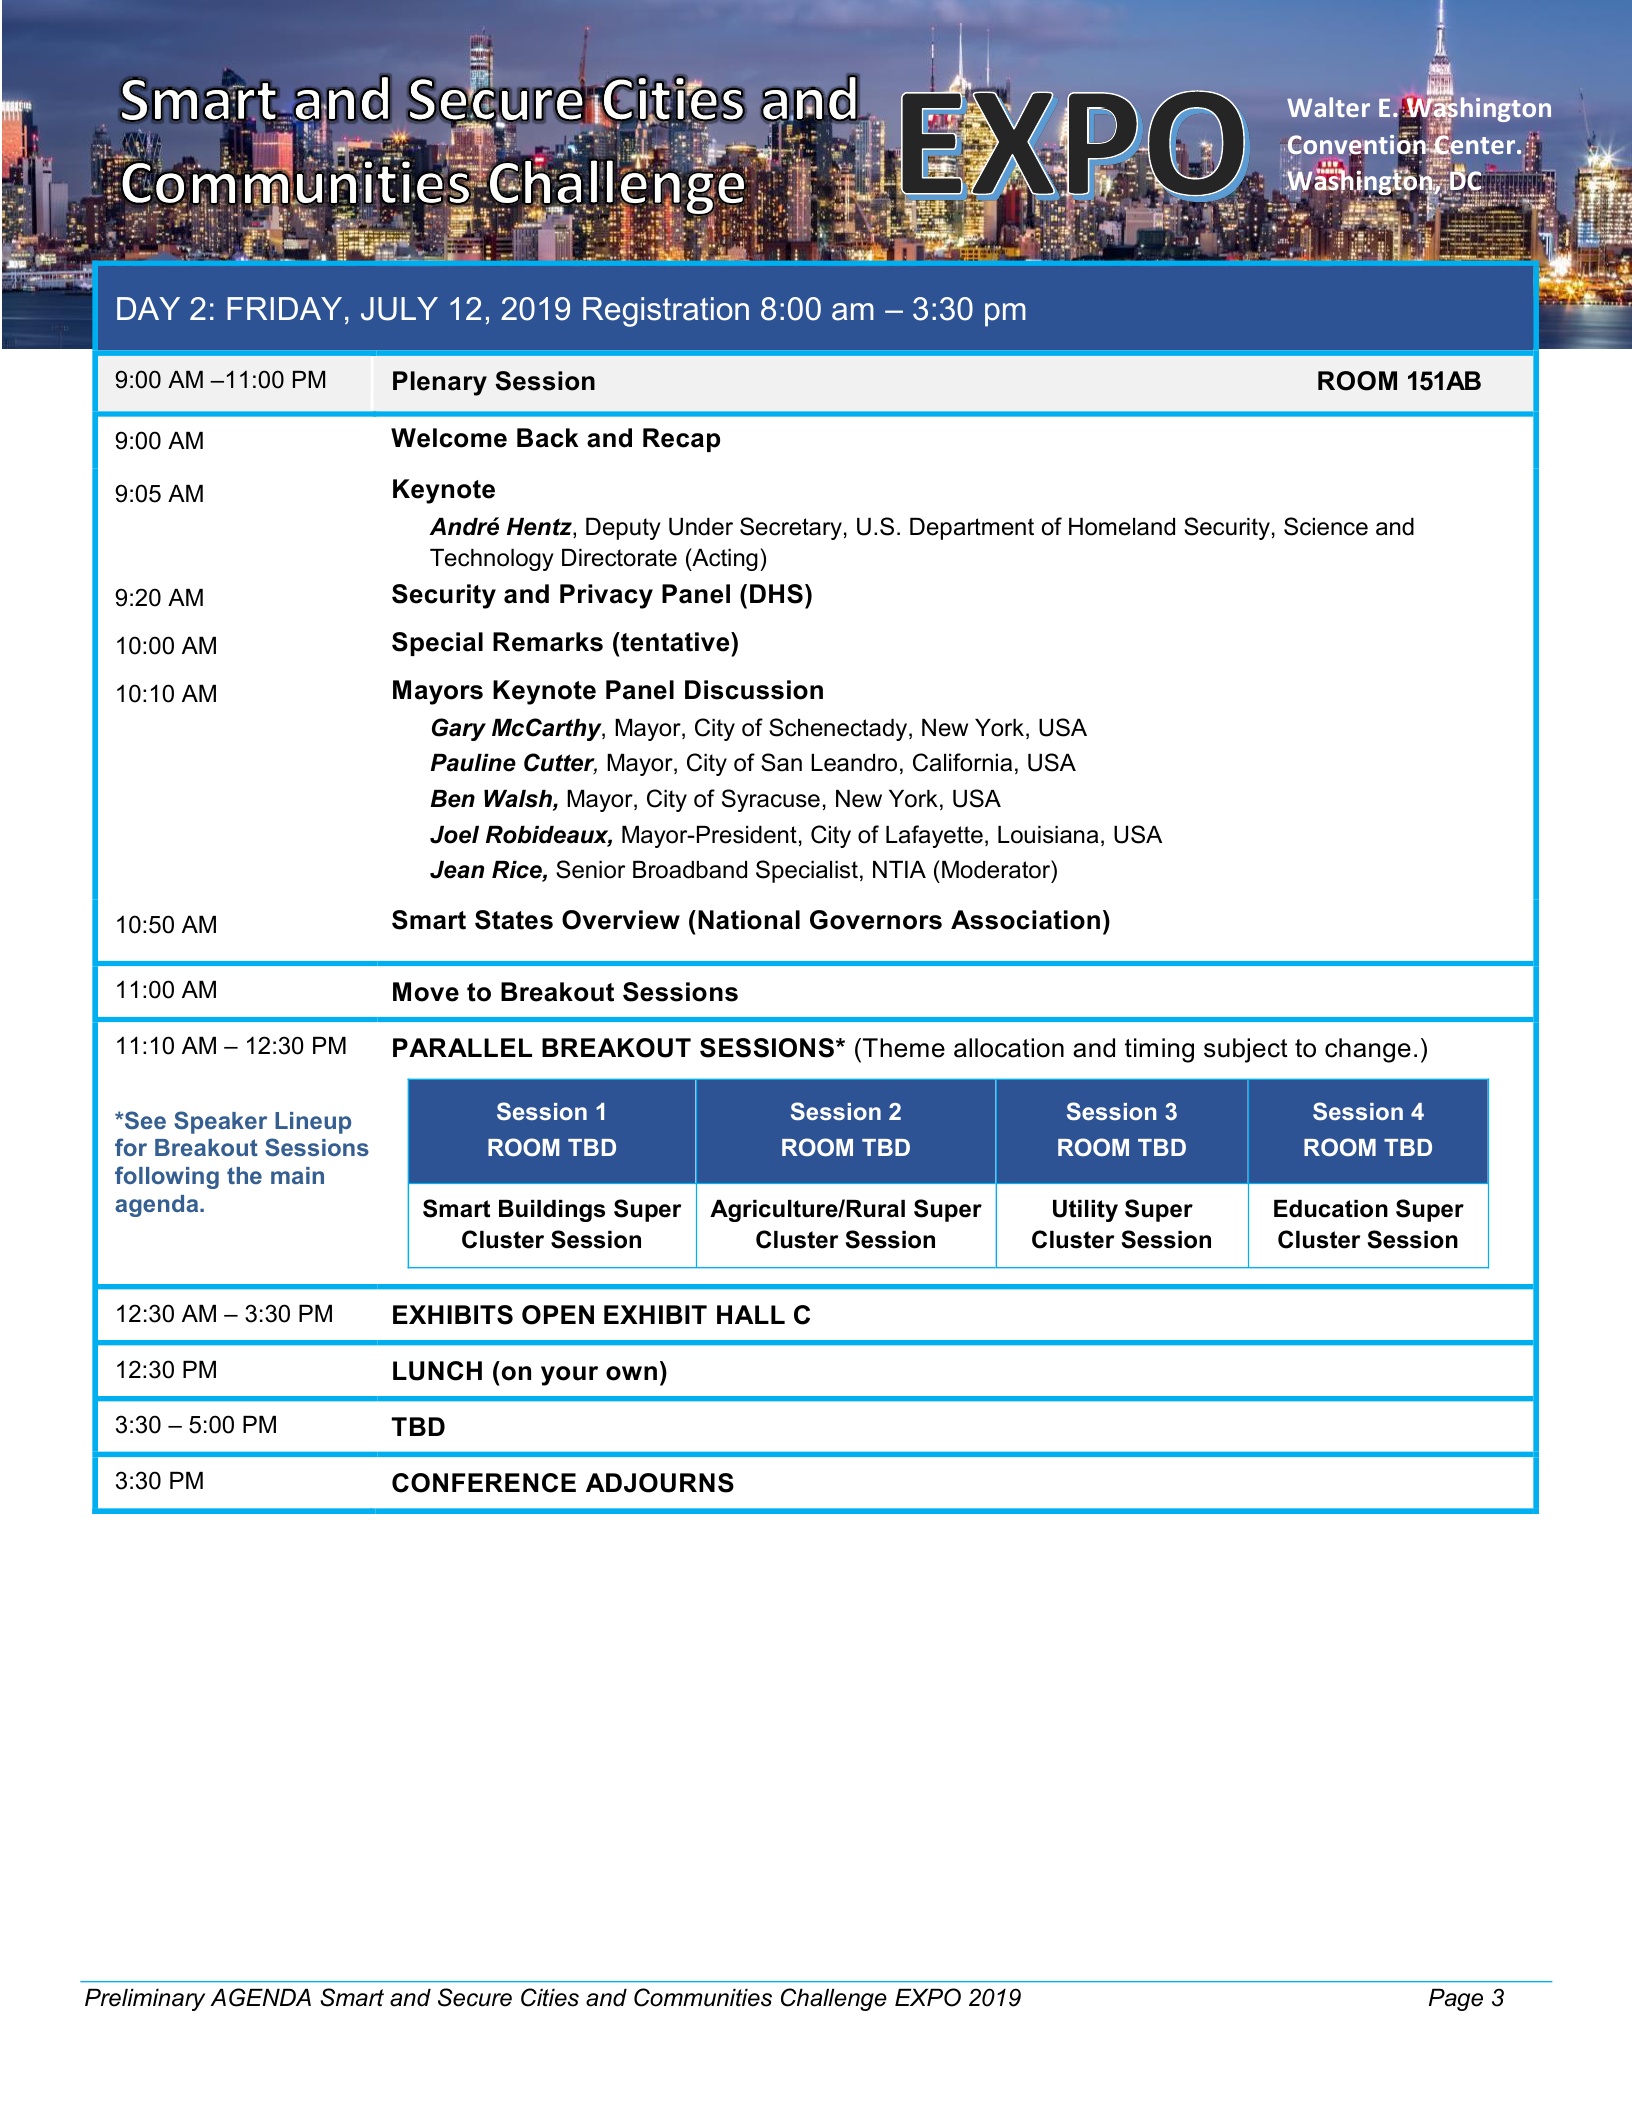 Smart and Secure Cities and
Communities Challenge
EXPO
Walter E. Washington
Convention Center.
Washington, DC
DAY 2: FRIDAY, JULY 12, 2019 Registration 8:00 am – 3:30 pm
9:00 AM –11:00 PM Plenary Session ROOM 151AB
9:00 AM Welcome Back and Recap
9:05 AM Keynote
André Hentz, Deputy Under Secretary, U.S. Department of Homeland Security, Science and
Technology Directorate (Acting)
9:20 AM Security and Privacy Panel (DHS)
10:00 AM Special Remarks (tentative)
10:10 AM Mayors Keynote Panel Discussion
Gary McCarthy, Mayor, City of Schenectady, New York, USA
Pauline Cutter, Mayor, City of San Leandro, California, USA
Ben Walsh, Mayor, City of Syracuse, New York, USA
Joel Robideaux, Mayor-President, City of Lafayette, Louisiana, USA
Jean Rice, Senior Broadband Specialist, NTIA (Moderator)
10:50 AM Smart States Overview (National Governors Association)
11:00 AM Move to Breakout Sessions
11:10 AM – 12:30 PM PARALLEL BREAKOUT SESSIONS* (Theme allocation and timing subject to change.)
*See Speaker Lineup
for Breakout Sessions
following the main
agenda.
Session 1 Session 2 Session 3 Session 4
ROOM TBD ROOM TBD ROOM TBD ROOM TBD
Smart Buildings Super Agriculture/Rural Super Utility Super Education Super
Cluster Session Cluster Session Cluster Session Cluster Session
12:30 AM – 3:30 PM EXHIBITS OPEN EXHIBIT HALL C
12:30 PM LUNCH (on your own)
3:30 – 5:00 PM TBD
3:30 PM CONFERENCE ADJOURNS
Preliminary AGENDA Smart and Secure Cities and Communities Challenge EXPO 2019 Page 3